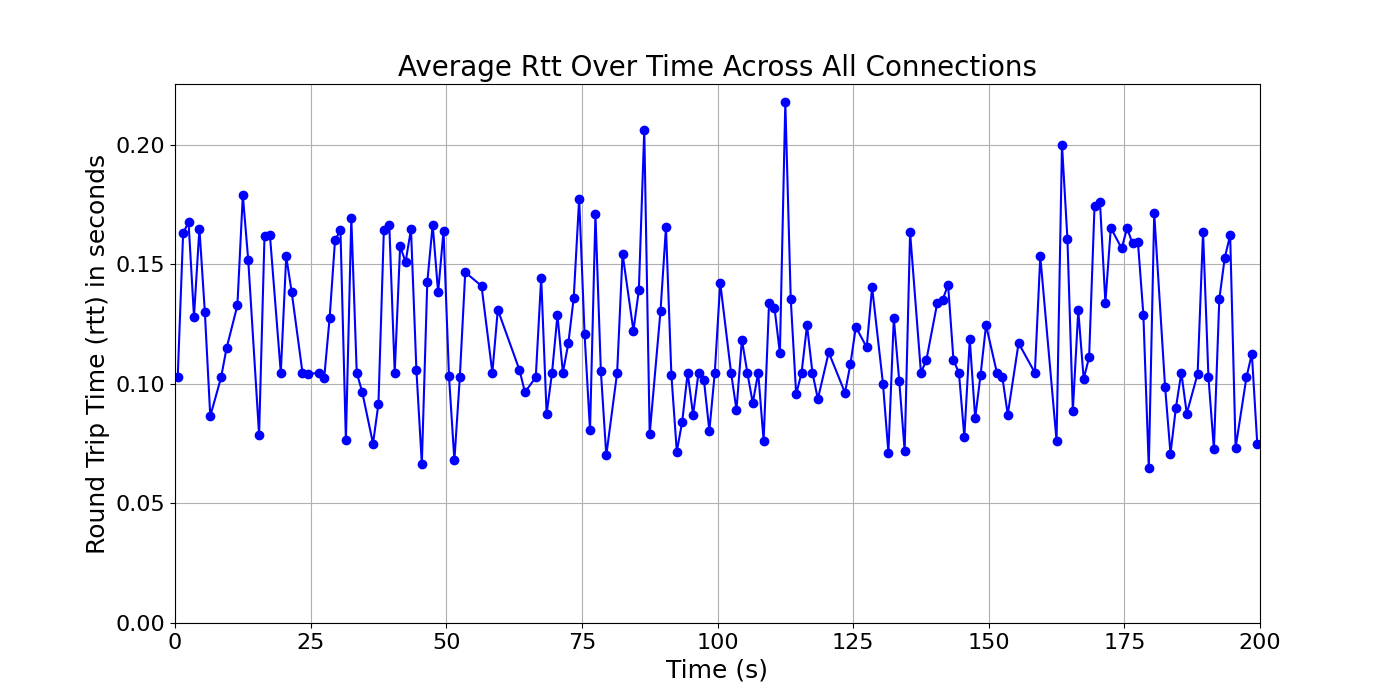 Average Rtt Over Time Across All Connections
Round Trip Time (rtt) in seconds
0.20
0.15
0.10
0.05
0.00
0 25 50 75 100 125 150 175 200
Time (s)